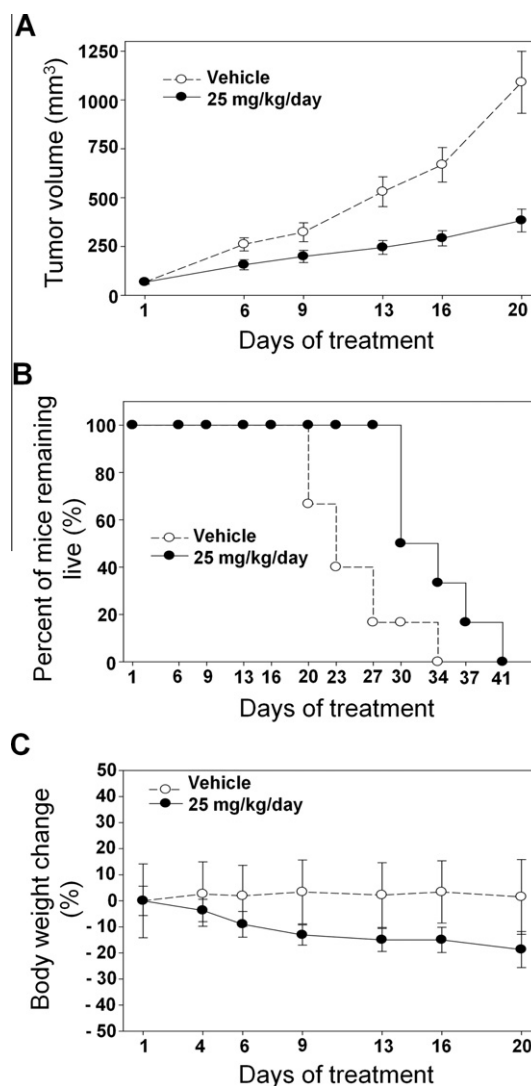 A
Tumor volume (mm³)
1250
1000
750
500
250
0
Vehicle
25 mg/kg/day
1 6 9 13 16 20
Days of treatment
B
Percent of mice remaining
live (%)
100
80
60
40
20
0
Vehicle
25 mg/kg/day
1 6 9 13 16 20 23 27 30 34 37 41
Days of treatment
C
Body weight change
(%)
50
40
30
20
10
0
- 10
- 20
- 30
- 40
- 50
Vehicle
25 mg/kg/day
1 4 6 9 13 16 20
Days of treatment